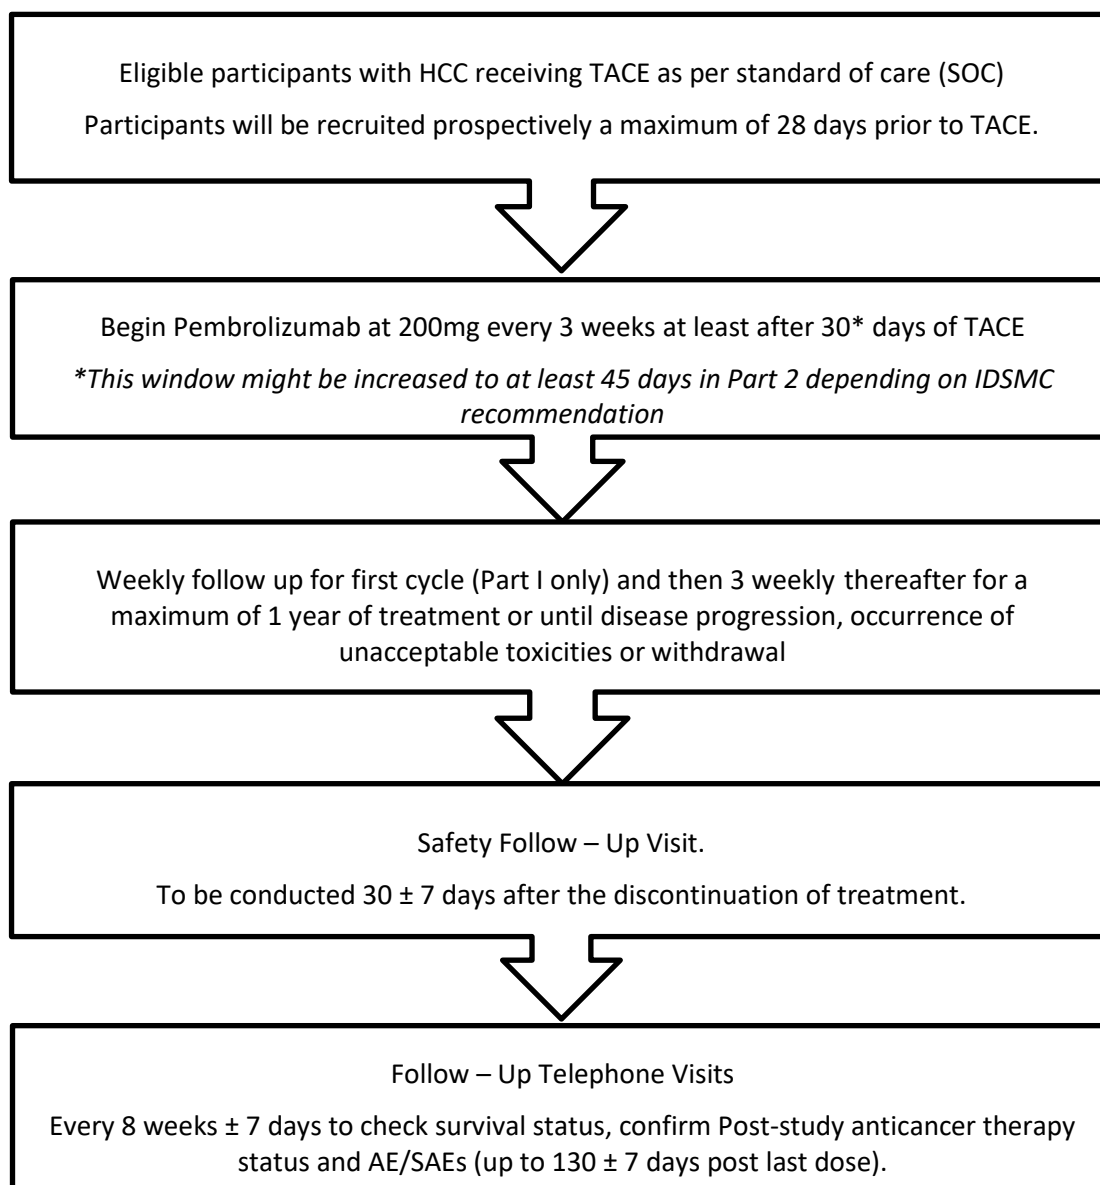 Eligible participants with HCC receiving TACE as per standard of care (SOC)
Participants will be recruited prospectively a maximum of 28 days prior to TACE.
Begin Pembrolizumab at 200mg every 3 weeks at least after 30* days of TACE
*This window might be increased to at least 45 days in Part 2 depending on IDSMC
recommendation
Weekly follow up for first cycle (Part I only) and then 3 weekly thereafter for a
maximum of 1 year of treatment or until disease progression, occurrence of
unacceptable toxicities or withdrawal
Safety Follow – Up Visit.
To be conducted 30 ± 7 days after the discontinuation of treatment.
Follow – Up Telephone Visits
Every 8 weeks ± 7 days to check survival status, confirm Post-study anticancer therapy
status and AE/SAEs (up to 130 ± 7 days post last dose).